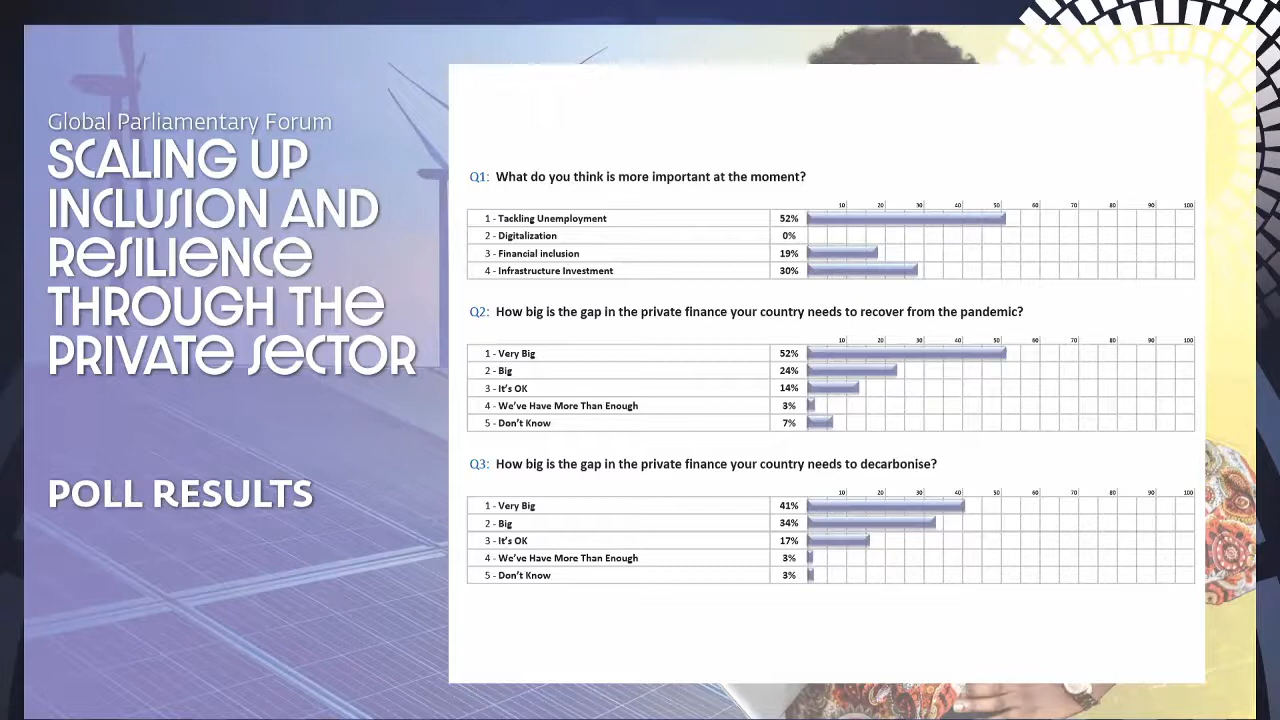 Global Parliamentary Forum
SCALING UP
INCLUSION AND
RESILIENCE
THROUGH THE
PRIVATE SECTOR
POLL RESULTS
Q1: What do you think is more important at the moment?
10 20 30 40 50 60 70 80 90 100
1 - Tackling Unemployment 52%
2 - Digitalization 0%
3 - Financial inclusion 19%
4 - Infrastructure Investment 30%
Q2: How big is the gap in the private finance your country needs to recover from the pandemic?
10 20 30 40 50 60 70 80 90 100
1 - Very Big 52%
2 - Big 24%
3 - It's OK 14%
4 - We've Have More Than Enough 3%
5 - Don't Know 7%
Q3: How big is the gap in the private finance your country needs to decarbonise?
10 20 30 40 50 60 70 80 90 100
1 - Very Big 41%
2 - Big 34%
3 - It's OK 17%
4 - We've Have More Than Enough 3%
5 - Don't Know 3%